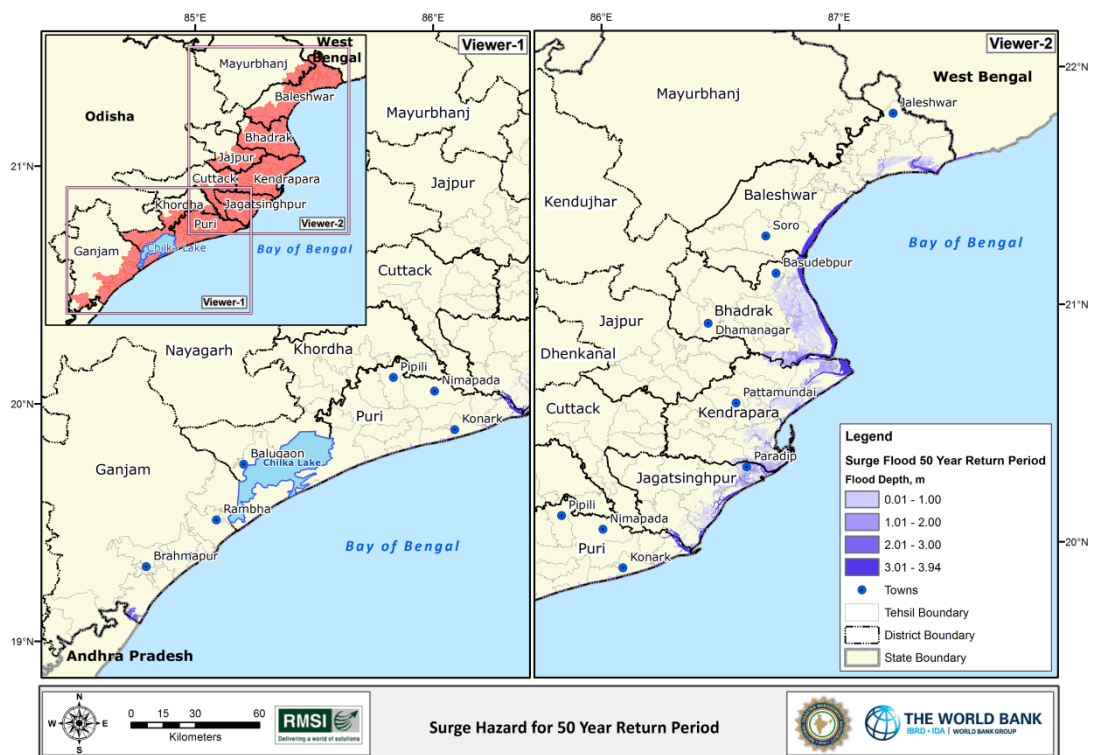 85°E
86°E
86°E
87°E
Viewer-1
Viewer-2
West
Bengal
Mayurbhanj
Baleshwar
Odisha
Bhadrak
Jajpur
Cuttack
Kendrapara
Khordha
Jagatsinghpur
Puri
Viewer-2
Ganjam
Chilka Lake
Bay of Bengal
Viewer-1
Mayurbhanj
21°N
Jajpur
Cuttack
Nayagarh
Khordha
Pipili
Nimapada
20°N
Puri
Konark
Ganjam
Balugaon
Chilka Lake
Rambha
Bay of Bengal
Brahmapur
19°N
Andhra Pradesh
22°N
West Bengal
Mayurbhanj
Jaleshwar
Kendujhar
Baleshwar
Soro
Bay of Bengal
Basudebpur
21°N
Bhadrak
Jajpur
Dhamanagar
Dhenkanal
Pattamundai
Cuttack
Kendrapara
Paradip
Jagatsinghpur
Pipili
Nimapada
Puri
20°N
Konark
Legend
Surge Flood 50 Year Return Period
Flood Depth, m
0.01 - 1.00
1.01 - 2.00
2.01 - 3.00
3.01 - 3.94
Towns
Tehsil Boundary
District Boundary
State Boundary
N
W
E
S
0 15 30 60
Kilometers
RMSI
Delivering a world of solutions
Surge Hazard for 50 Year Return Period
THE WORLD BANK
IBRD • IDA | WORLD BANK GROUP